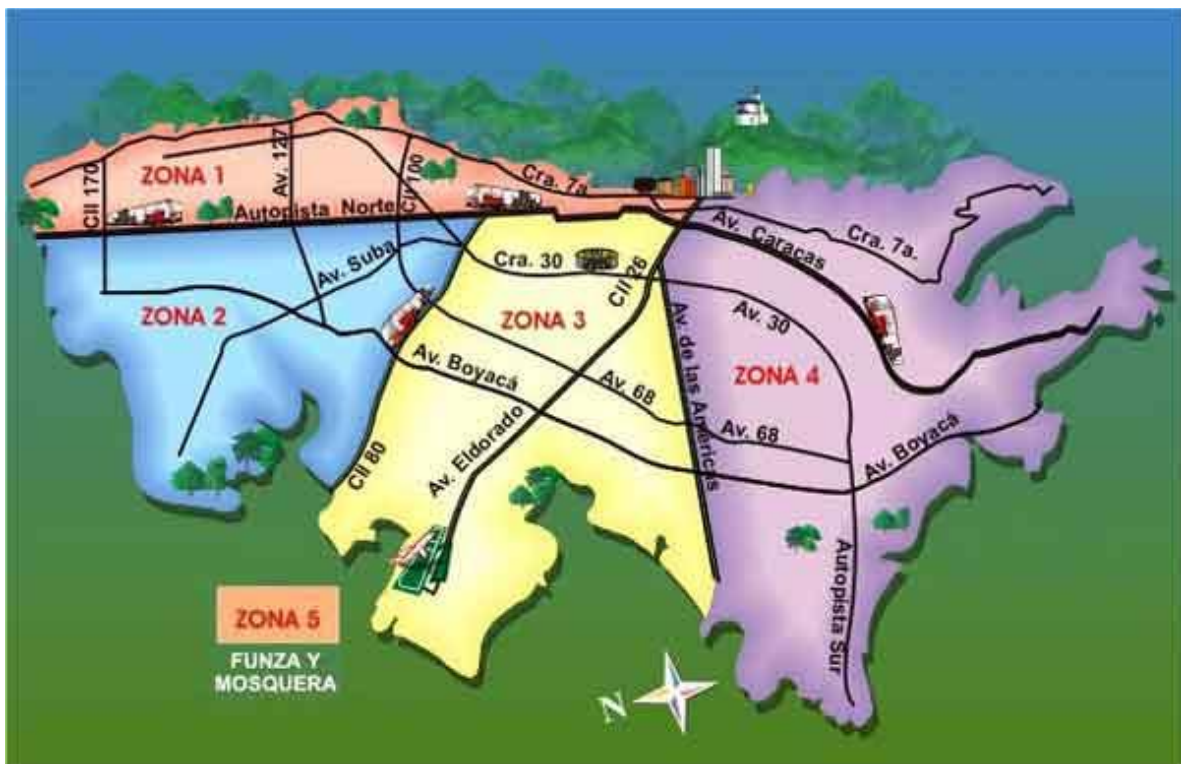 ZONA 1
Cll 170
Av. 127
Cll 100
Cra. 7a.
Autopista Norte
Av. Suba
ZONA 2
Cra. 30
Cll 26
ZONA 3
Av. Caracas
Cra. 7a.
Av. 30
Av. de las Américas
ZONA 4
Av. Boyacá
Av. 68
Av. 68
Av. Boyacá
Cll 80
Av. Eldorado
Autopista Sur
ZONA 5
FUNZA Y
MOSQUERA
N